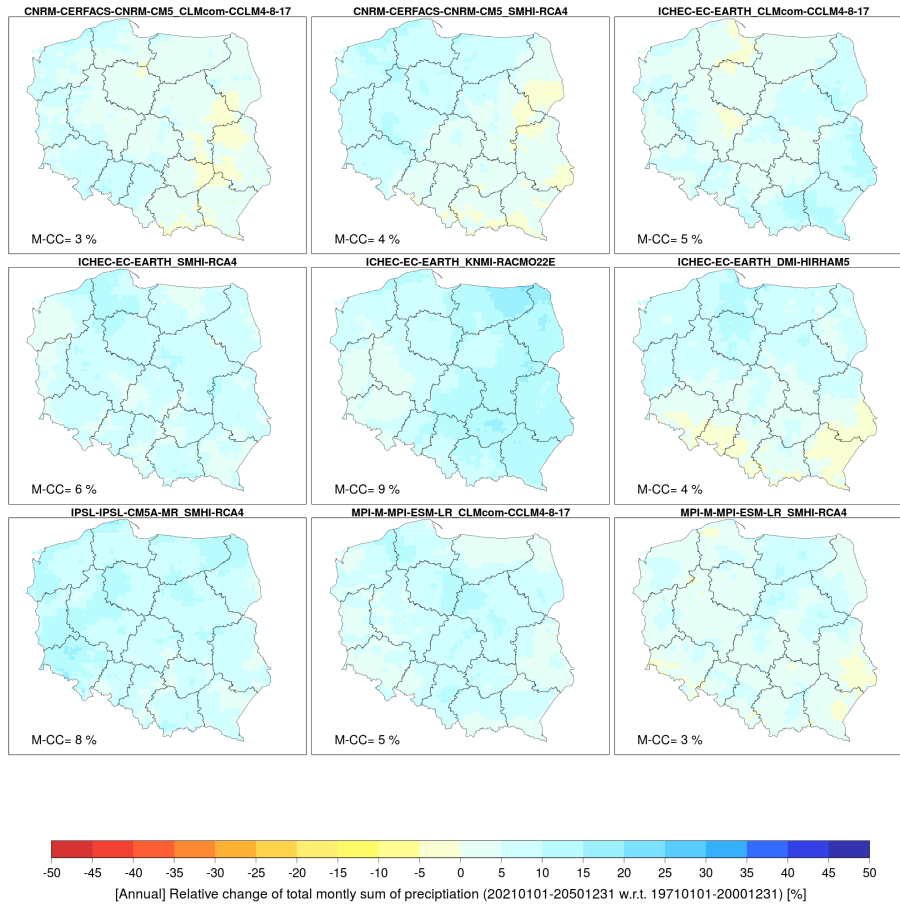 CNRM-CERFACS-CNRM-CM5_CLMcom-CCLM4-8-17
CNRM-CERFACS-CNRM-CM5_SMHI-RCA4
ICHEC-EC-EARTH_CLMcom-CCLM4-8-17
M-CC= 3 %
M-CC= 4 %
M-CC= 5 %
ICHEC-EC-EARTH_SMHI-RCA4
ICHEC-EC-EARTH_KNMI-RACMO22E
ICHEC-EC-EARTH_DMI-HIRHAM5
M-CC= 6 %
M-CC= 9 %
M-CC= 4 %
IPSL-IPSL-CM5A-MR_SMHI-RCA4
MPI-M-MPI-ESM-LR_CLMcom-CCLM4-8-17
MPI-M-MPI-ESM-LR_SMHI-RCA4
M-CC= 8 %
M-CC= 5 %
M-CC= 3 %
-50 -45 -40 -35 -30 -25 -20 -15 -10 -5 0 5 10 15 20 25 30 35 40 45 50
[Annual] Relative change of total montly sum of preciptiation (20210101-20501231 w.r.t. 19710101-20001231) [%]